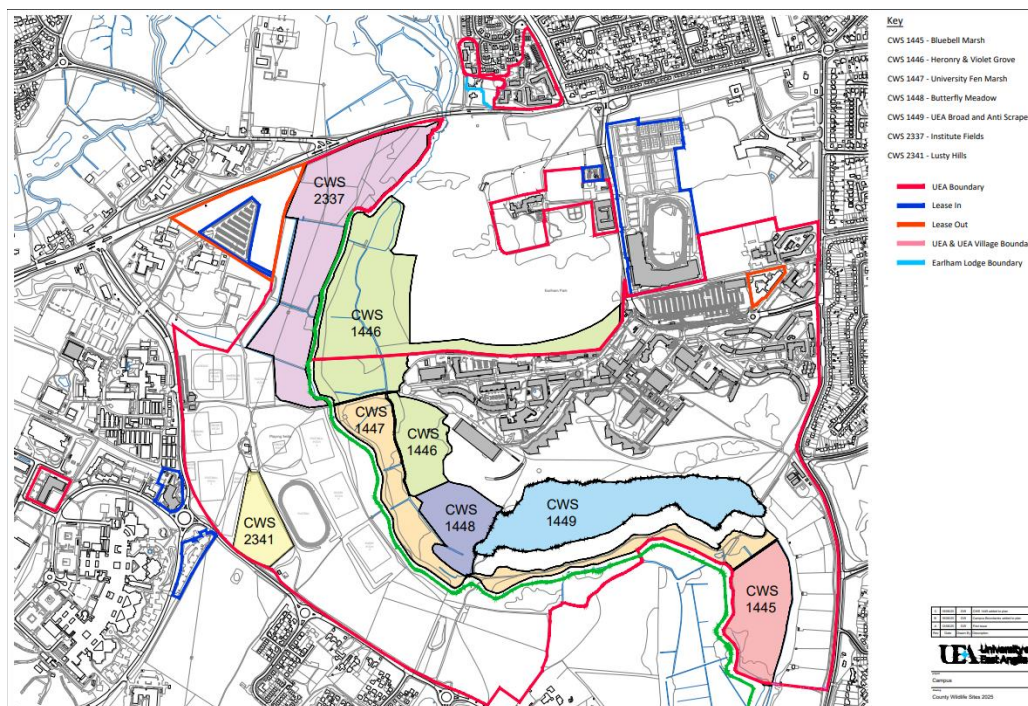 Key
CWS 1445 - Bluebell Marsh
CWS 1446 - Heronry & Violet Grove
CWS 1447 - University Fen Marsh
CWS 1448 - Butterfly Meadow
CWS 1449 - UEA Broad and Anti Scrape
CWS 2337 - Institute Fields
CWS 2341 - Lusty Hills
UEA Boundary
Lease In
Lease Out
UEA & UEA Village Bounda
Earlham Lodge Boundary
CWS
2337
CWS
1446
Earlham Park
CWS
1447
CWS
1446
CWS
1448
CWS
1449
CWS
2341
CWS
1445
UEA University of
East Anglia
Campus
County Wildlife Sites 2025